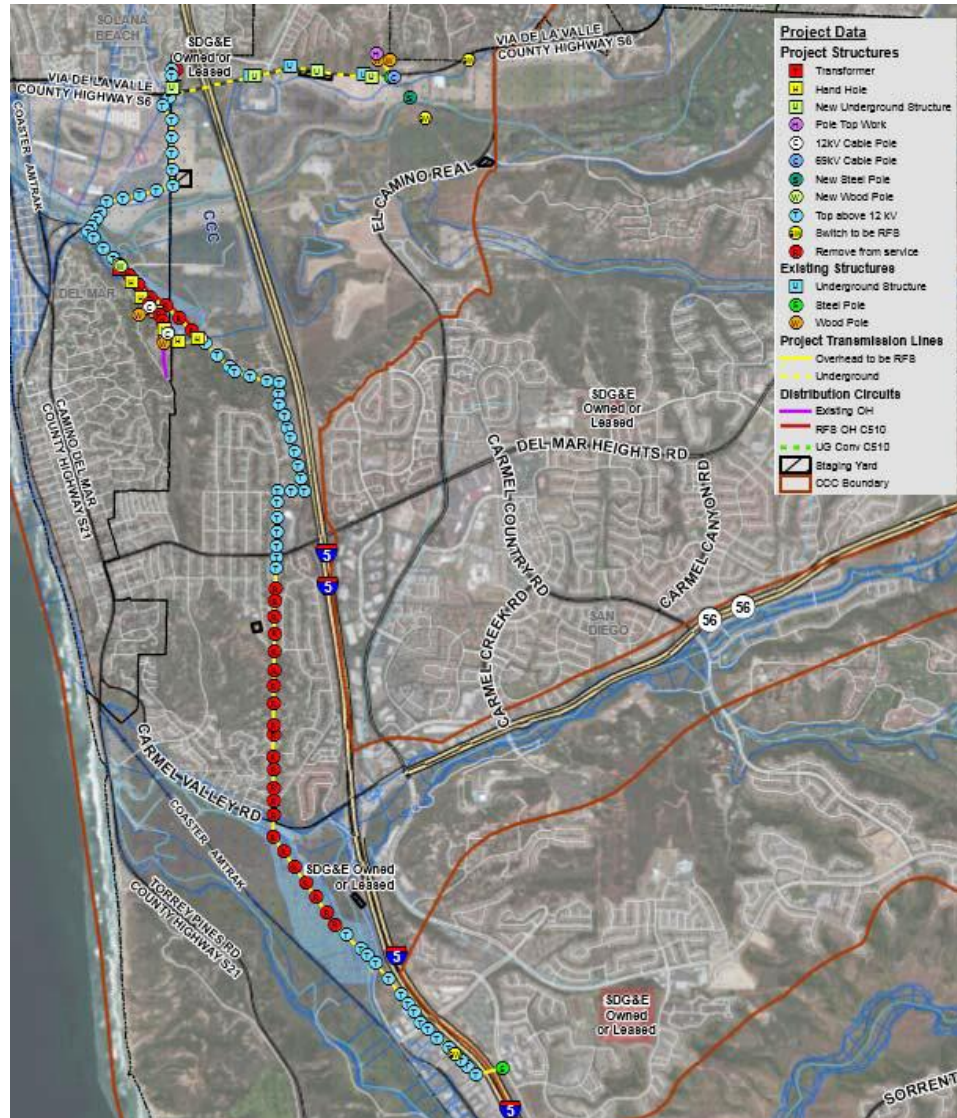 SOLANA
BEACH
SDG&E
Owned
or Leased
VIA DE LA VALLE
COUNTY HIGHWAY S6
VIA DE LA VALLE
COUNTY HIGHWAY S6
COASTER AMTRAK
CCC
EL CAMINO REAL
DEL MAR
CAMINO DEL MAR
COUNTY HIGHWAY S21
SDG&E
Owned or
Leased
DEL MAR HEIGHTS RD
CARMEL COUNTRY RD
CARMEL CANYON RD
CARMEL CREEK RD
SAN
DIEGO
5
5
56
56
CARMEL VALLEY RD
COASTER AMTRAK
TORREY PINES RD
COUNTY HIGHWAY S21
SDG&E Owned
or Leased
5
SDG&E
Owned
or Leased
5
SORRENT
Project Data
Project Structures
Transformer
Hand Hole
New Underground Structure
Pole Top Work
12kV Cable Pole
69kV Cable Pole
New Steel Pole
New Wood Pole
Top above 12 kV
Switch to be RFS
Remove from service
Existing Structures
Underground Structure
Steel Pole
Wood Pole
Project Transmission Lines
Overhead to be RFS
Underground
Distribution Circuits
Existing OH
RFS OH C510
UG Conv C510
Staging Yard
CCC Boundary